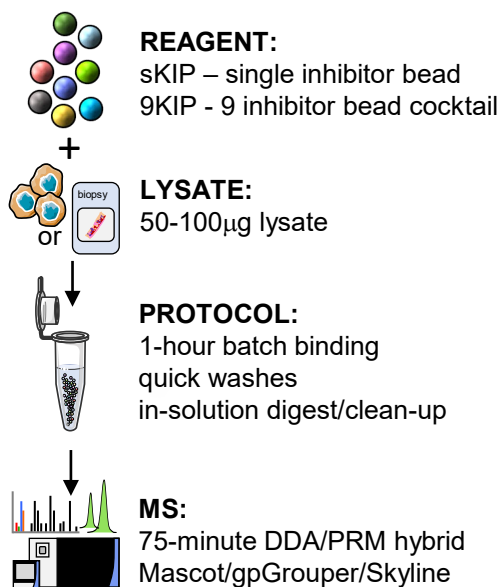 REAGENT:
sKIP – single inhibitor bead
9KIP - 9 inhibitor bead cocktail
+
LYSATE:
biopsy
or
50-100μg lysate
PROTOCOL:
1-hour batch binding
quick washes
in-solution digest/clean-up
MS:
75-minute DDA/PRM hybrid
Mascot/gpGrouper/Skyline